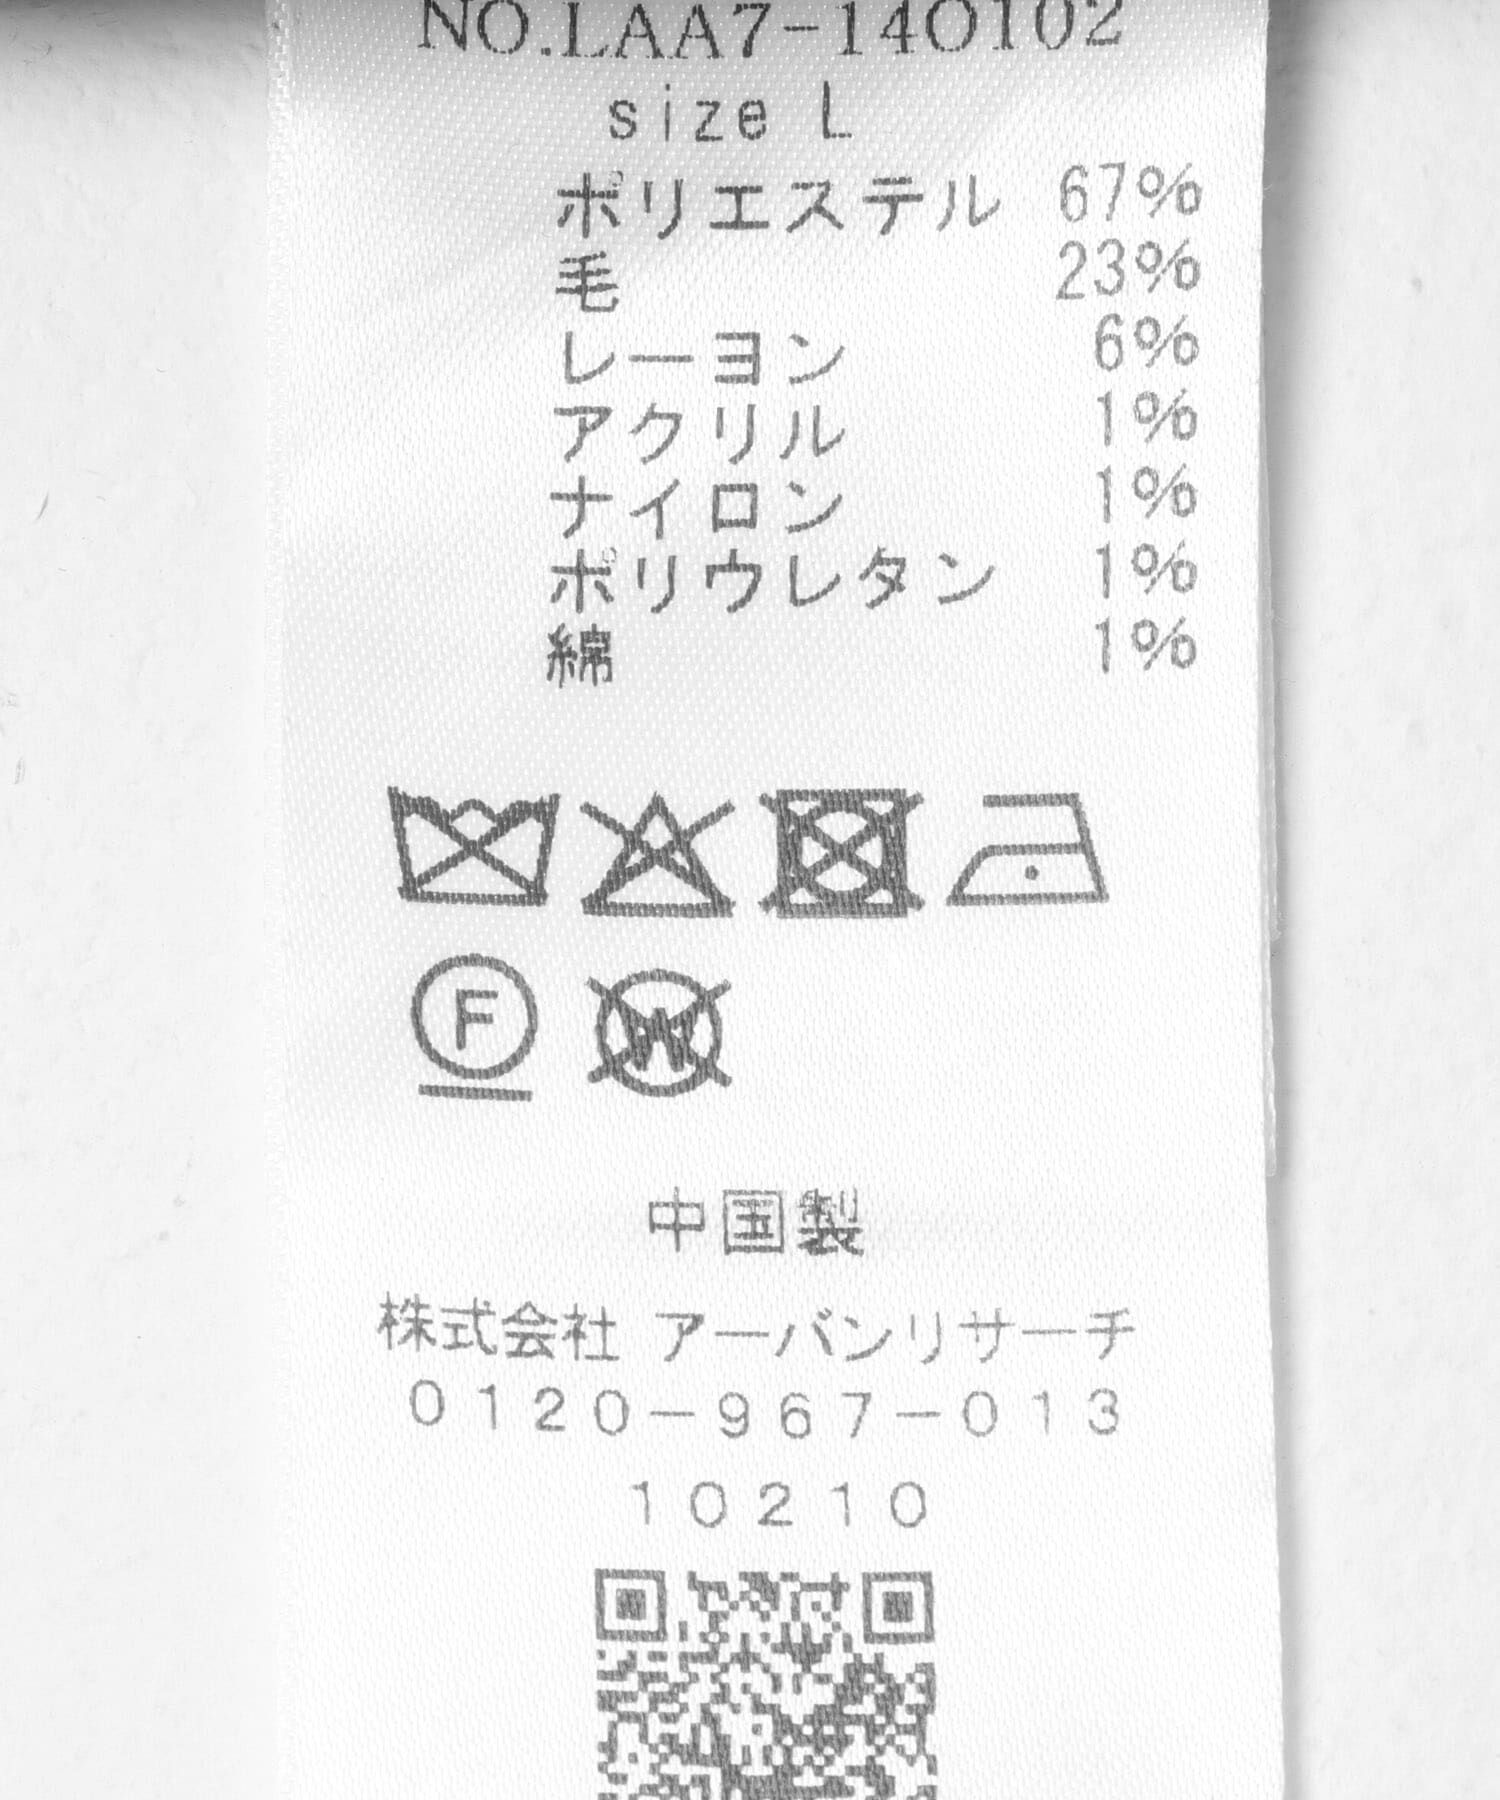 NO.LAA7-140102
size L
ポリエステル 67%
毛 23%
レーヨン 6%
アクリル 1%
ナイロン 1%
ポリウレタン 1%
綿 1%
F
W
中国製
株式会社 アーバンリサーチ
0120-967-013
10210